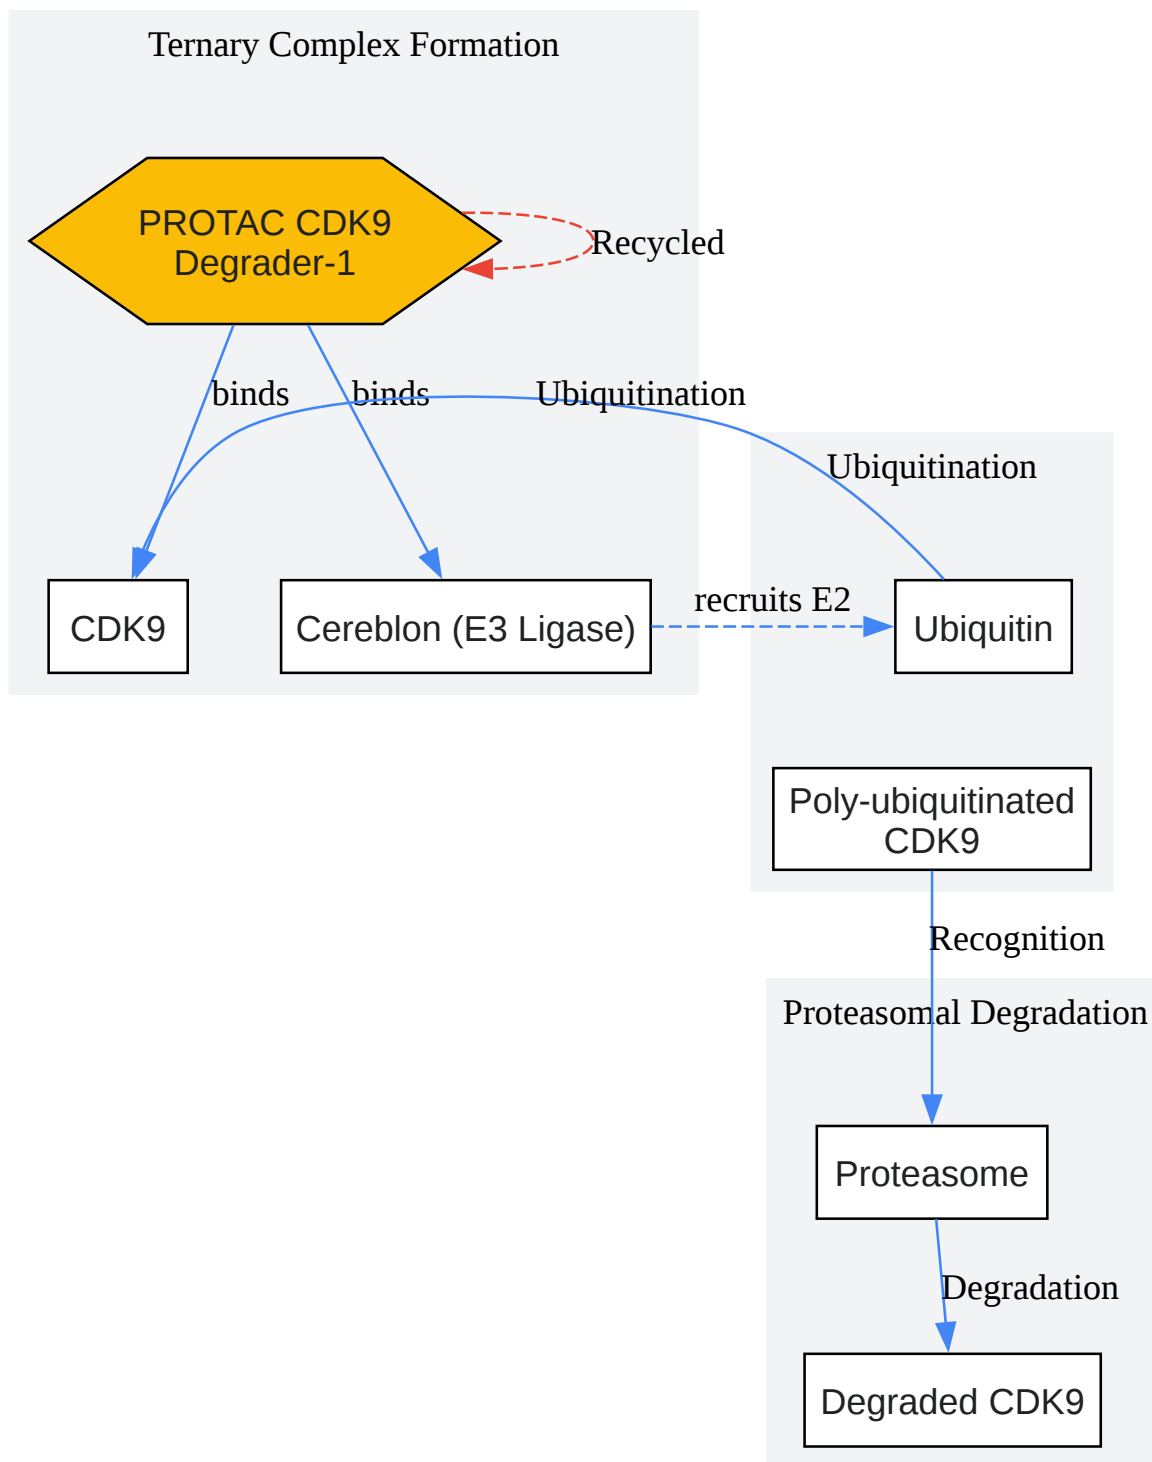 Ternary Complex Formation
PROTAC CDK9
Degrader-1
Recycled
binds
binds
Ubiquitination
Ubiquitination
CDK9
Cereblon (E3 Ligase)
recruits E2
Ubiquitin
Poly-ubiquitinated
CDK9
Recognition
Proteasomal Degradation
Proteasome
Degradation
Degraded CDK9